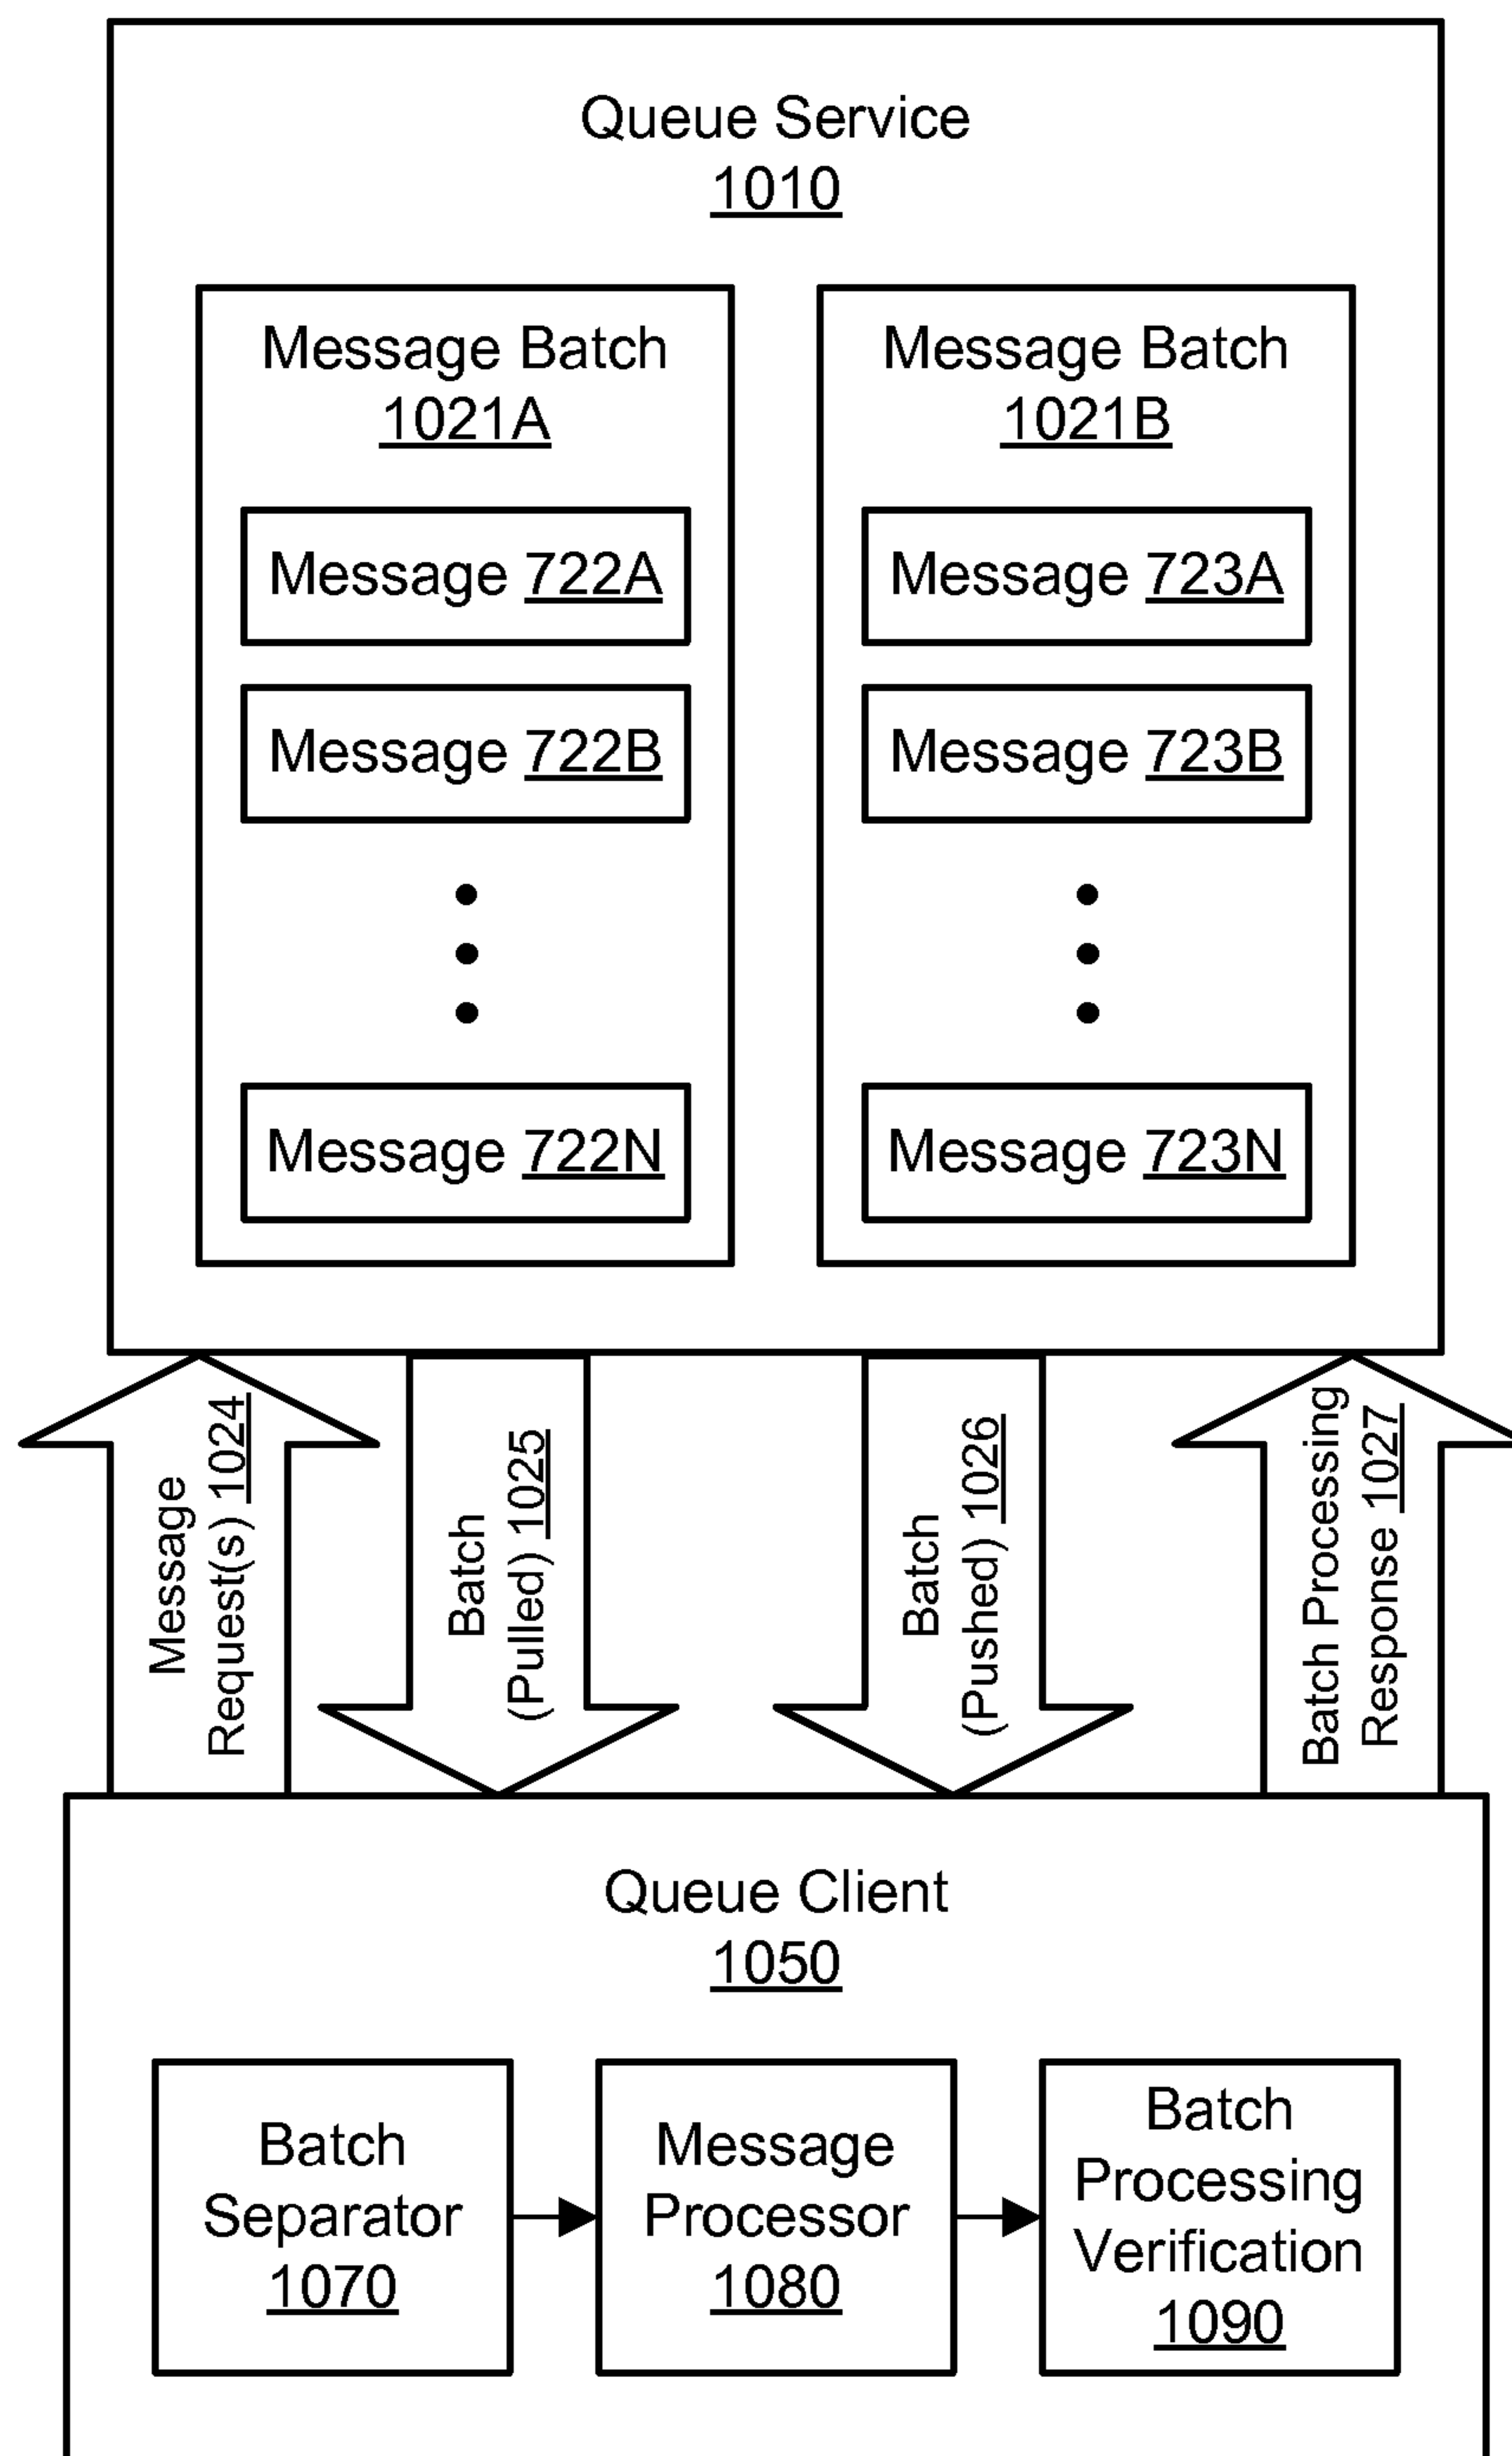 Queue Service
1010
Message Batch
1021A
Message 722A
Message 722B
Message 722N
Message Batch
1021B
Message 723A
Message 723B
Message 723N
Message
Request(s) 1024
Batch
(Pulled) 1025
Batch
(Pushed) 1026
Batch Processing
Response 1027
Queue Client
1050
Batch
Separator
1070
Message
Processor
1080
Batch
Processing
Verification
1090